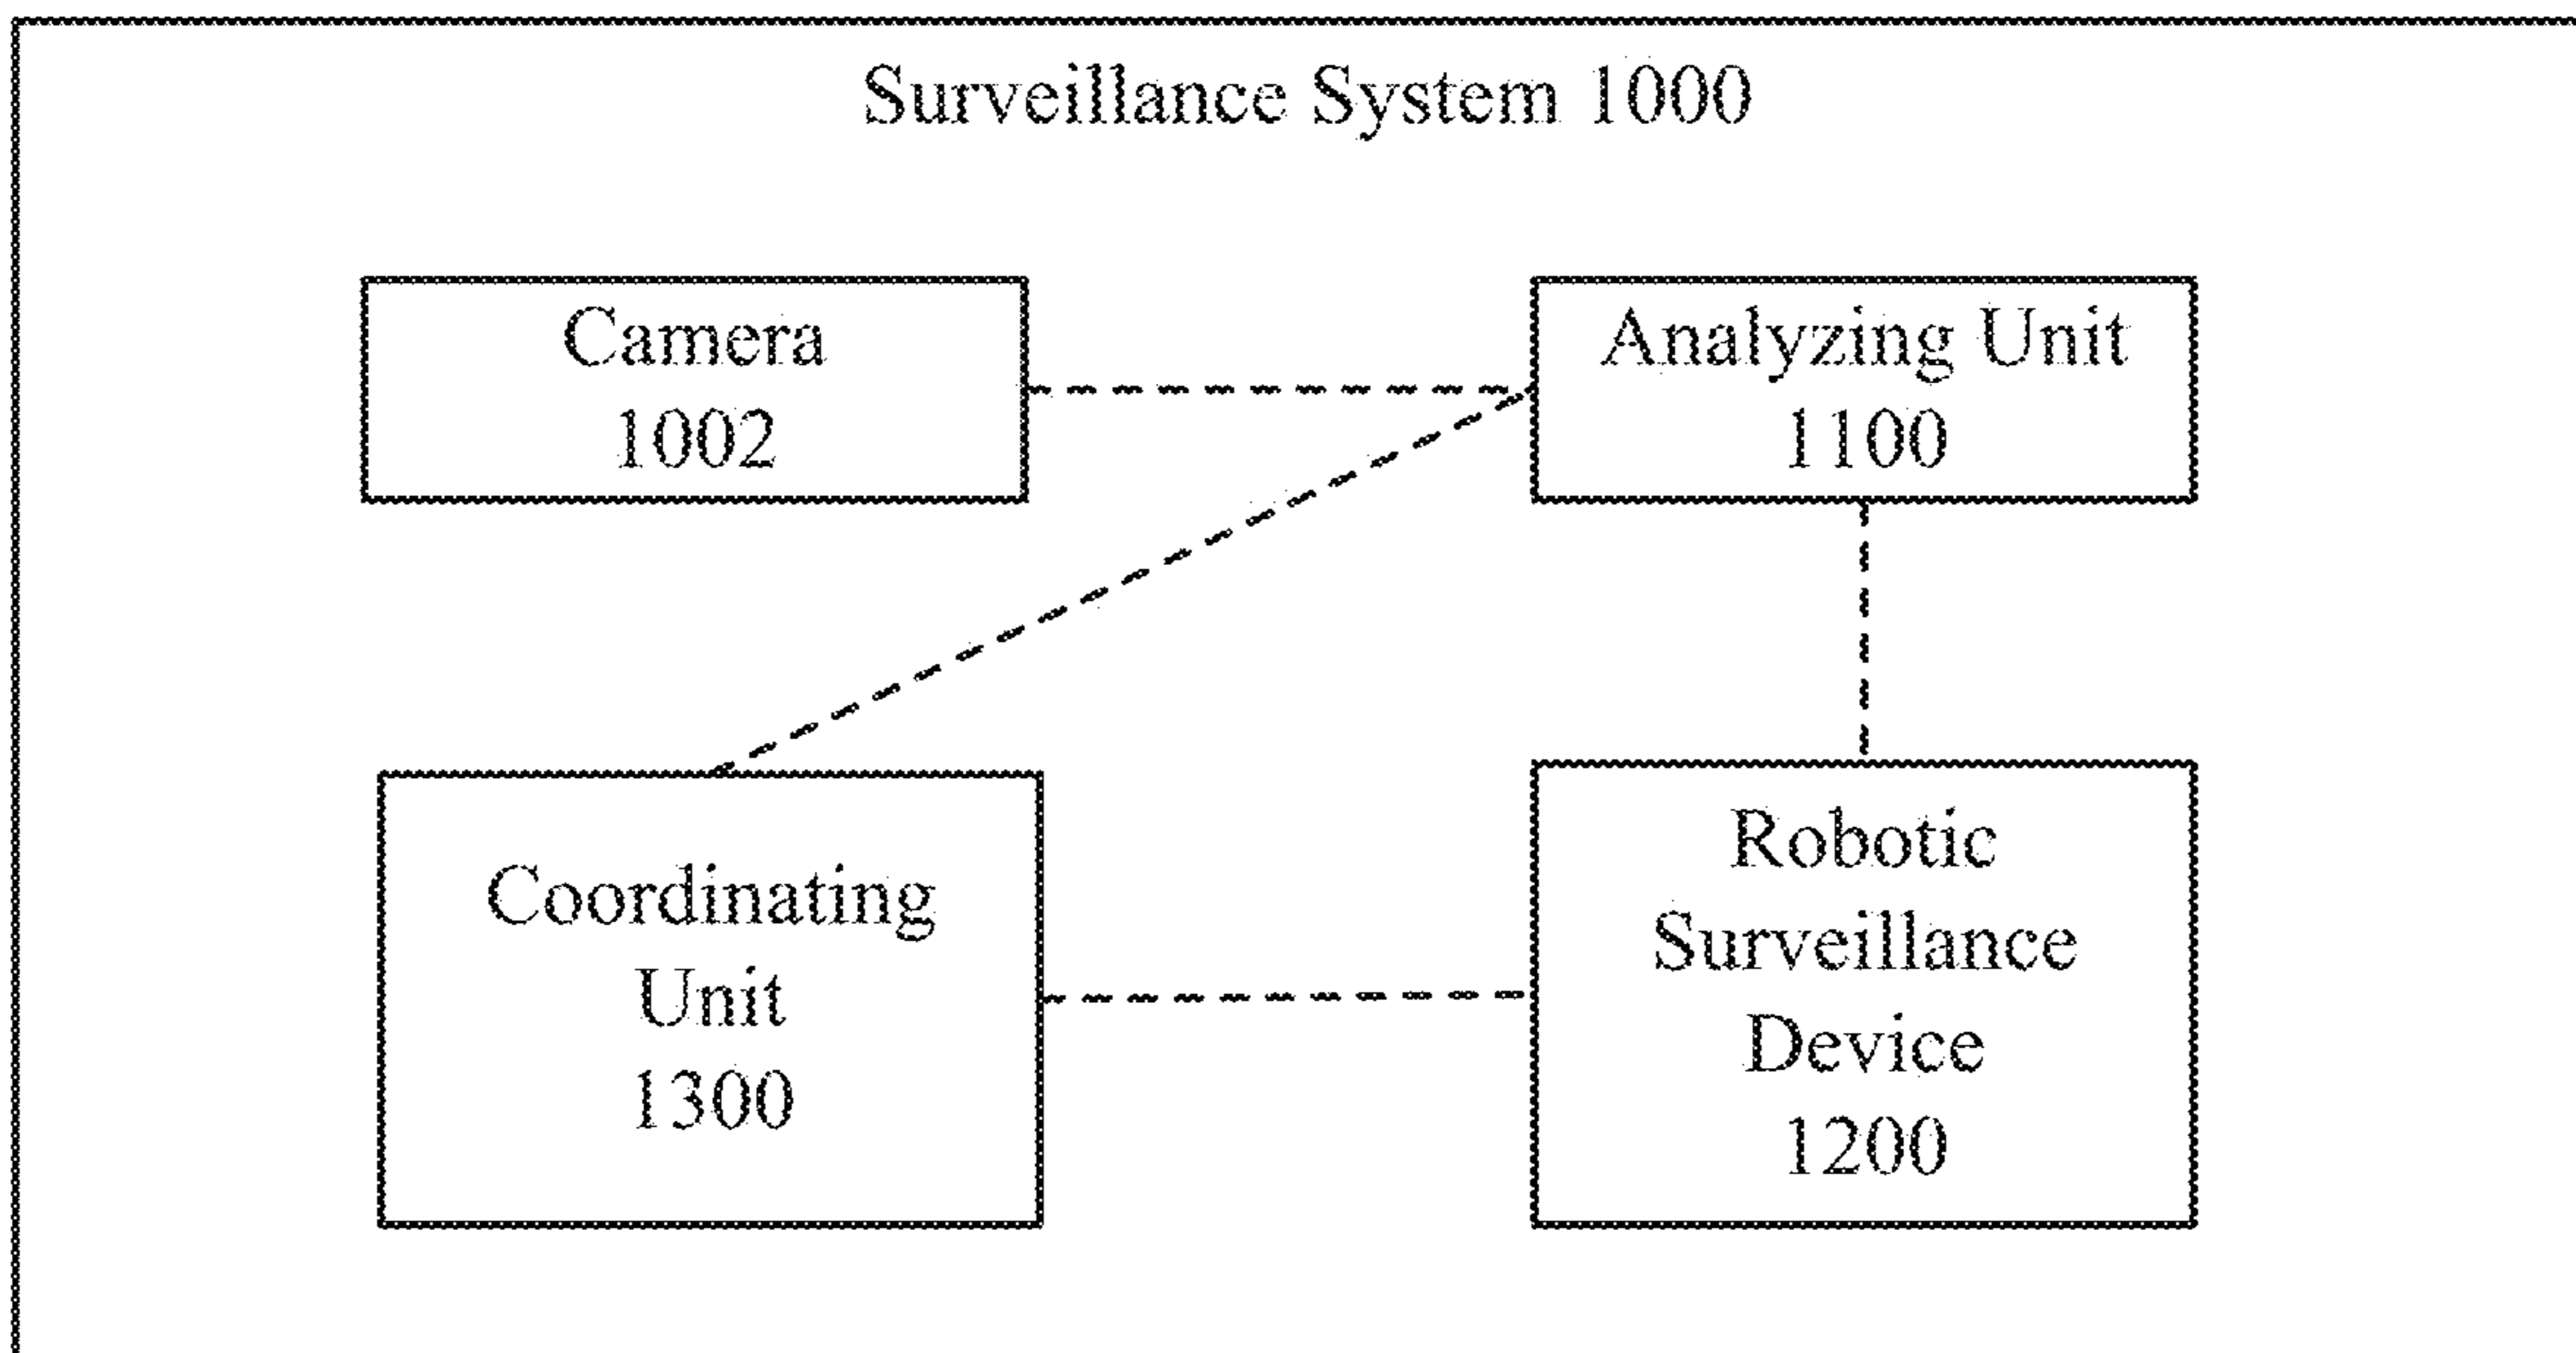 Surveillance System 1000
Camera
1002
Analyzing Unit
1100
Coordinating
Unit
1300
Robotic
Surveillance
Device
1200